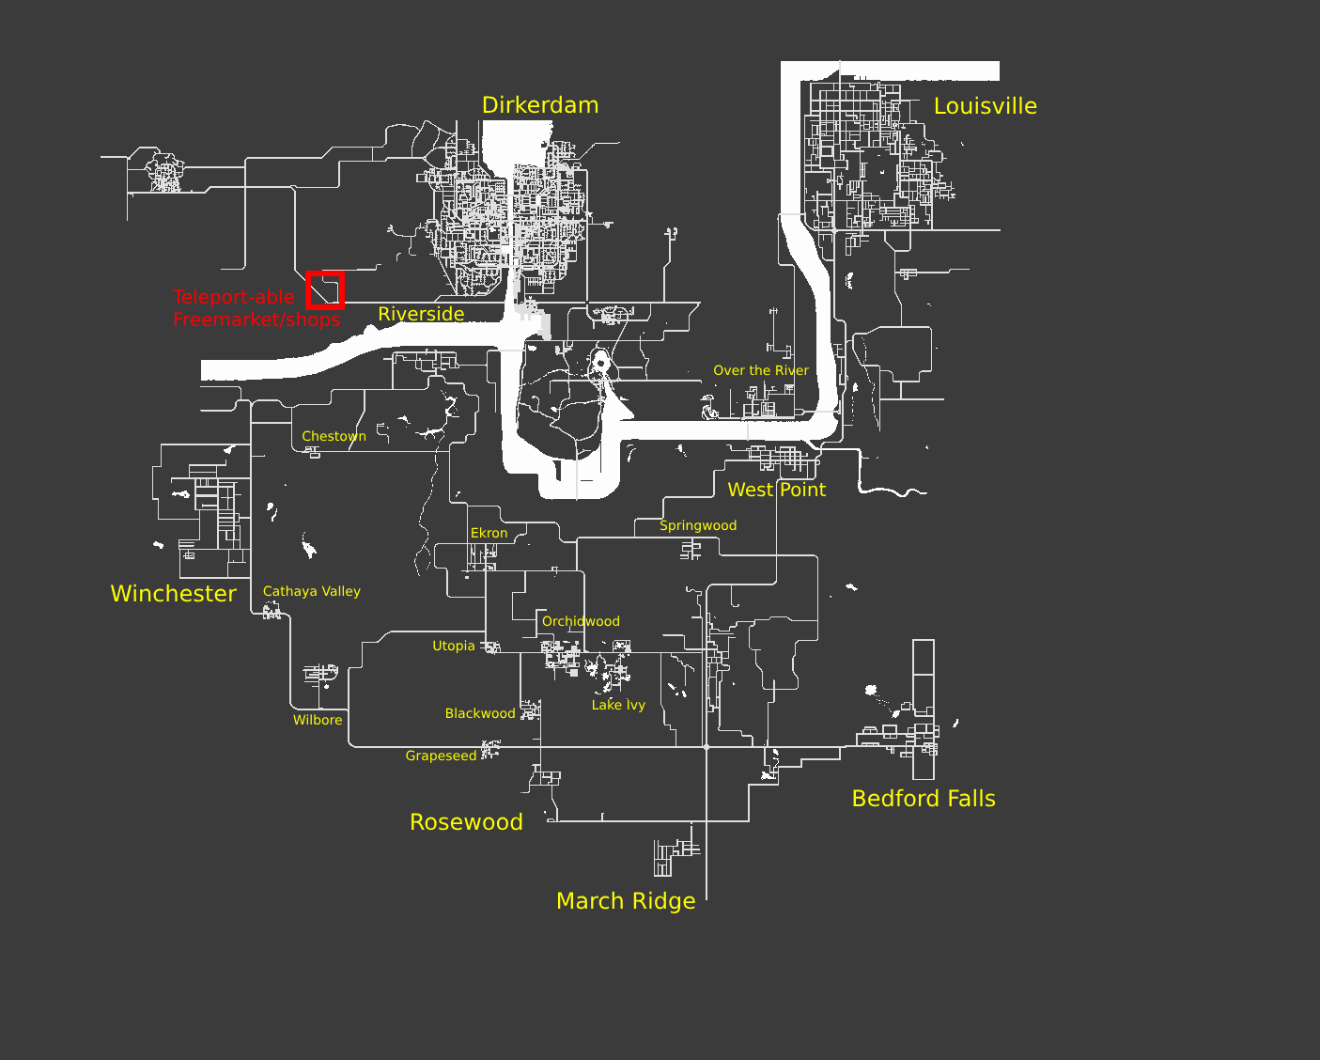 Dirkerdam
Louisville
Teleport-able
Freemarket/shops
Riverside
Over the River
Chestown
West Point
Springwood
Ekron
Winchester
Cathaya Valley
Orchidwood
Utopia
Lake Ivy
Blackwood
Wilbore
Grapeseed
Bedford Falls
Rosewood
March Ridge